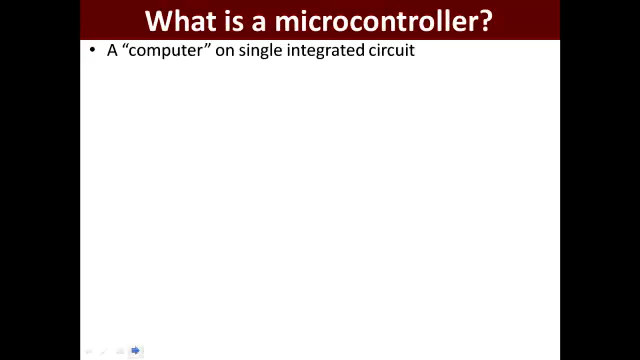 What is a microcontroller?
• A “computer” on single integrated circuit